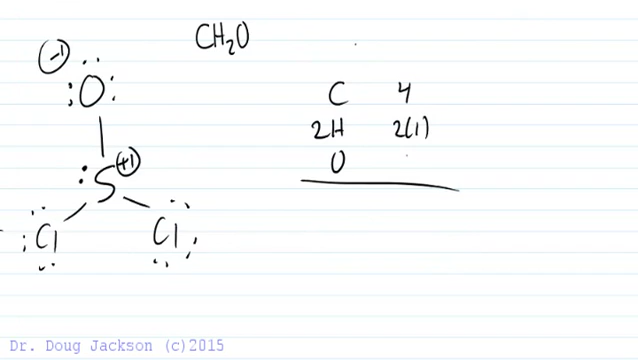 CH₂O
-1
O
S +1
Cl Cl
C 4
2H 2(1)
O
Dr. Doug Jackson (c)2015